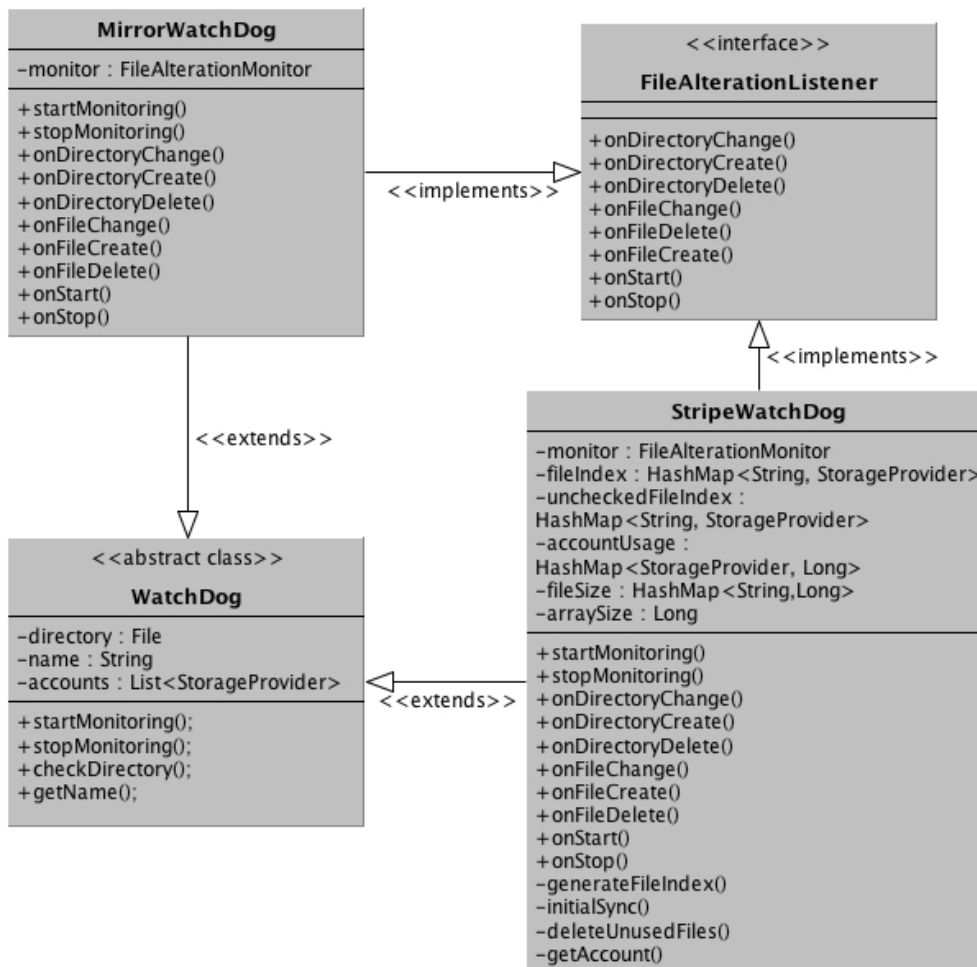 MirrorWatchDog
-monitor : FileAlterationMonitor
+startMonitoring()
+stopMonitoring()
+onDirectoryChange()
+onDirectoryCreate()
+onDirectoryDelete()
+onFileChange()
+onFileCreate()
+onFileDelete()
+onStart()
+onStop()
<<implements>>
<<interface>>
FileAlterationListener
+onDirectoryChange()
+onDirectoryCreate()
+onDirectoryDelete()
+onFileChange()
+onFileDelete()
+onFileCreate()
+onStart()
+onStop()
<<implements>>
<<extends>>
<<abstract class>>
WatchDog
-directory : File
-name : String
-accounts : List<StorageProvider>
+startMonitoring();
+stopMonitoring();
+checkDirectory();
+getName();
<<extends>>
StripeWatchDog
-monitor : FileAlterationMonitor
-fileIndex : HashMap<String, StorageProvider>
-uncheckedFileIndex :
HashMap<String, StorageProvider>
-accountUsage :
HashMap<StorageProvider, Long>
-fileSize : HashMap<String,Long>
-arraySize : Long
+startMonitoring()
+stopMonitoring()
+onDirectoryChange()
+onDirectoryCreate()
+onDirectoryDelete()
+onFileChange()
+onFileCreate()
+onFileDelete()
+onStart()
+onStop()
-generateFileIndex()
-initialSync()
-deleteUnusedFiles()
-getAccount()